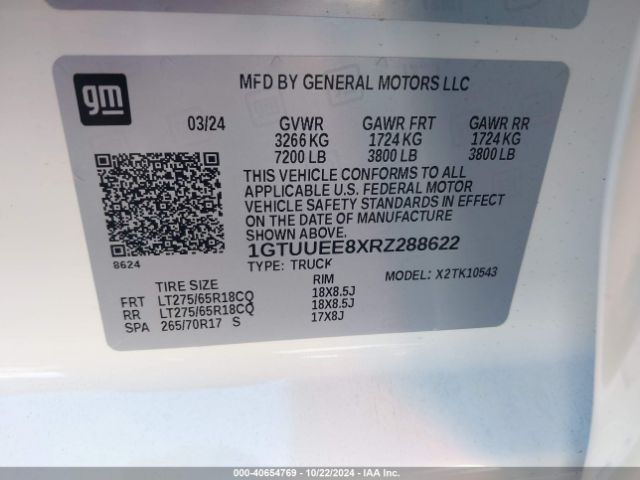 gm
MFD BY GENERAL MOTORS LLC
03/24 GVWR GAWR FRT GAWR RR
3266 KG 1724 KG 1724 KG
7200 LB 3800 LB 3800 LB
THIS VEHICLE CONFORMS TO ALL
APPLICABLE U.S. FEDERAL MOTOR
VEHICLE SAFETY STANDARDS IN EFFECT
ON THE DATE OF MANUFACTURE
SHOWN ABOVE.
1GTUUEE8XRZ288622
8624
TYPE: TRUCK MODEL: X2TK10543
TIRE SIZE RIM
FRT LT275/65R18CQ 18X8.5J
RR LT275/65R18CQ 18X8.5J
SPA 265/70R17 S 17X8J
000-40654769 - 10/22/2024 - IAA Inc.